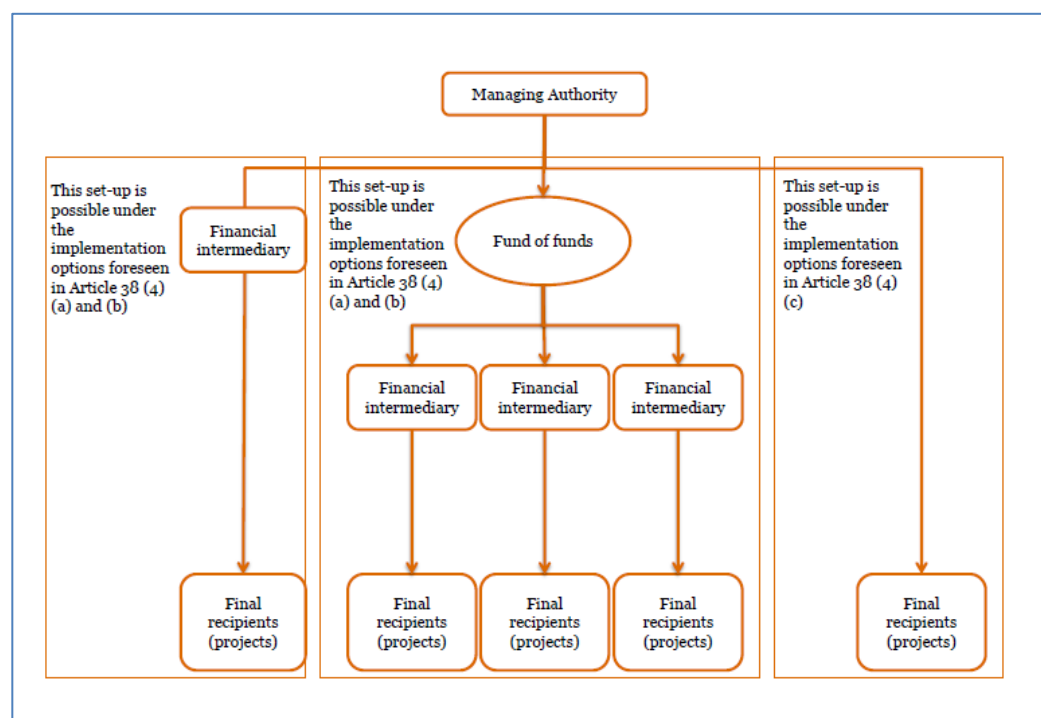 Managing Authority
This set-up is
possible under
the
implementation
options foreseen
in Article 38 (4)
(a) and (b)
Financial
intermediary
Final
recipients
(projects)
This set-up is
possible under
the
implementation
options foreseen
in Article 38 (4)
(a) and (b)
Fund of funds
Financial
intermediary
Financial
intermediary
Financial
intermediary
Final
recipients
(projects)
Final
recipients
(projects)
Final
recipients
(projects)
This set-up is
possible under
the
implementation
options foreseen
in Article 38 (4)
(c)
Final
recipients
(projects)